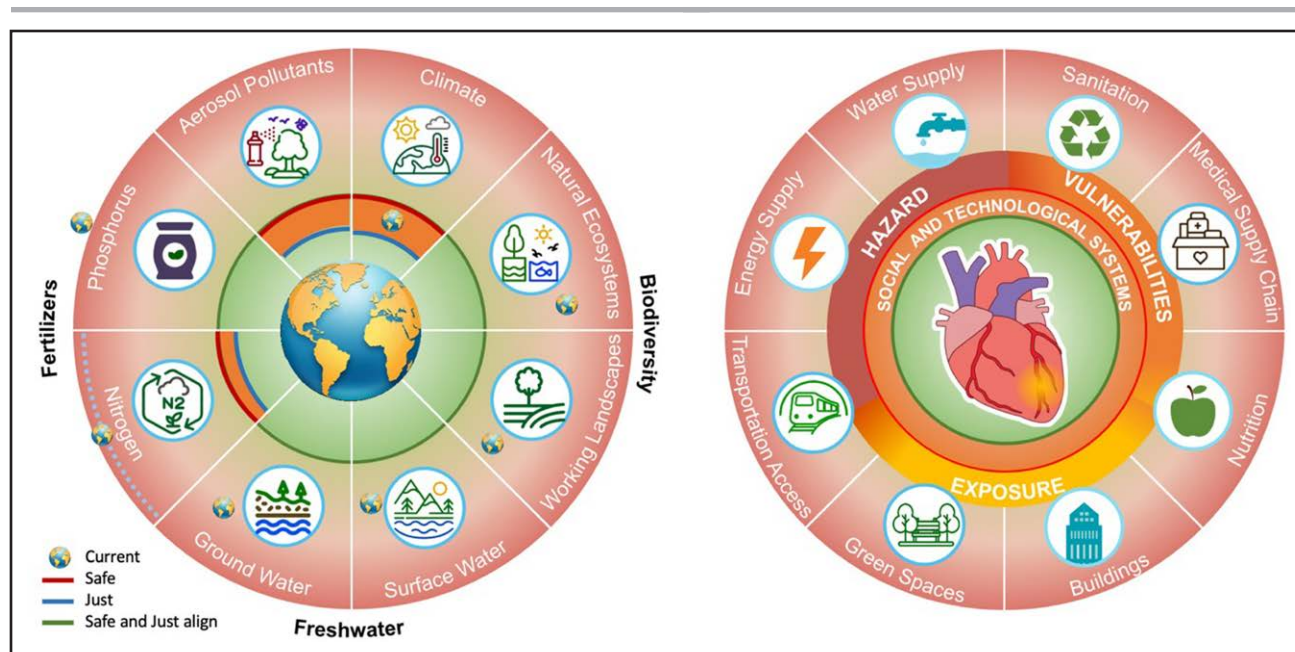 Aerosol Pollutants
Climate
Natural Ecosystems
Working Landscapes
Surface Water
Ground Water
Nitrogen
N2
Phosphorus
Fertilizers
Biodiversity
Freshwater
Current
Safe
Just
Safe and Just align
Water Supply
Sanitation
Medical Supply Chain
Nutrition
Buildings
Green Spaces
Transportation Access
Energy Supply
HAZARD
VULNERABILITIES
EXPOSURE
SOCIAL AND TECHNOLOGICAL SYSTEMS